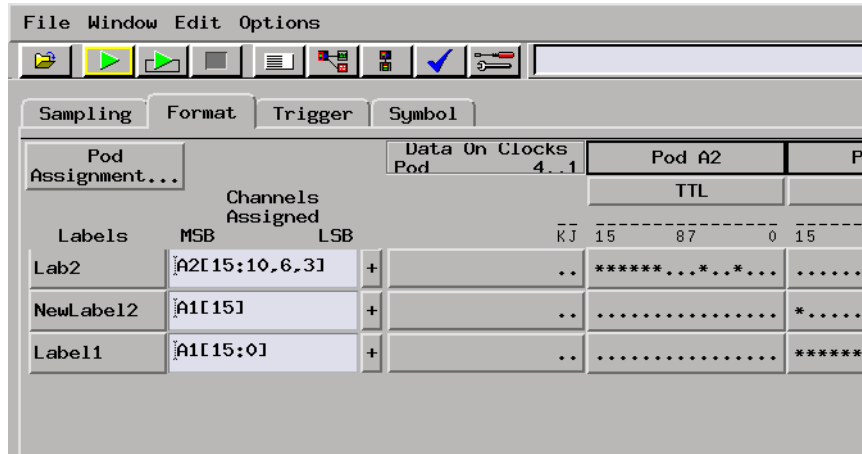 File Window Edit Options
Sampling Format Trigger Symbol
Pod Assignment...
Data On Clocks
Pod 4..1
Pod A2
P
TTL
Channels
Assigned
Labels MSB LSB KJ 15 87 0 15
Lab2 A2[15:10,6,3] + .. ******...*..*... ......
NewLabel2 A1[15] + .. ................ *.....
Label1 A1[15:0] + .. ................ ******